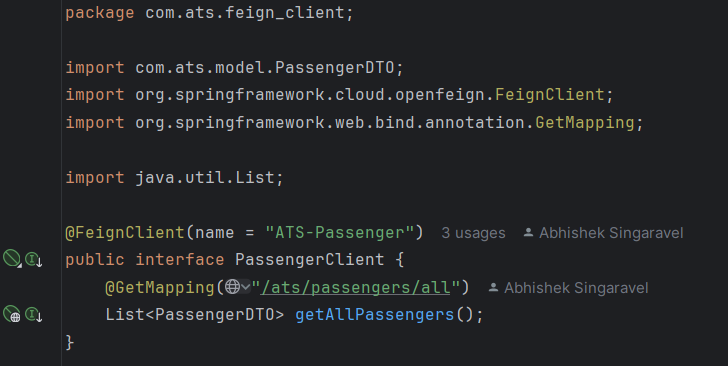 package com.ats.feign_client;
import com.ats.model.PassengerDTO;
import org.springframework.cloud.openfeign.FeignClient;
import org.springframework.web.bind.annotation.GetMapping;
import java.util.List;
@FeignClient(name = "ATS-Passenger") 3 usages Abhishek Singaravel
public interface PassengerClient {
@GetMapping("/ats/passengers/all") Abhishek Singaravel
List<PassengerDTO> getAllPassengers();
}